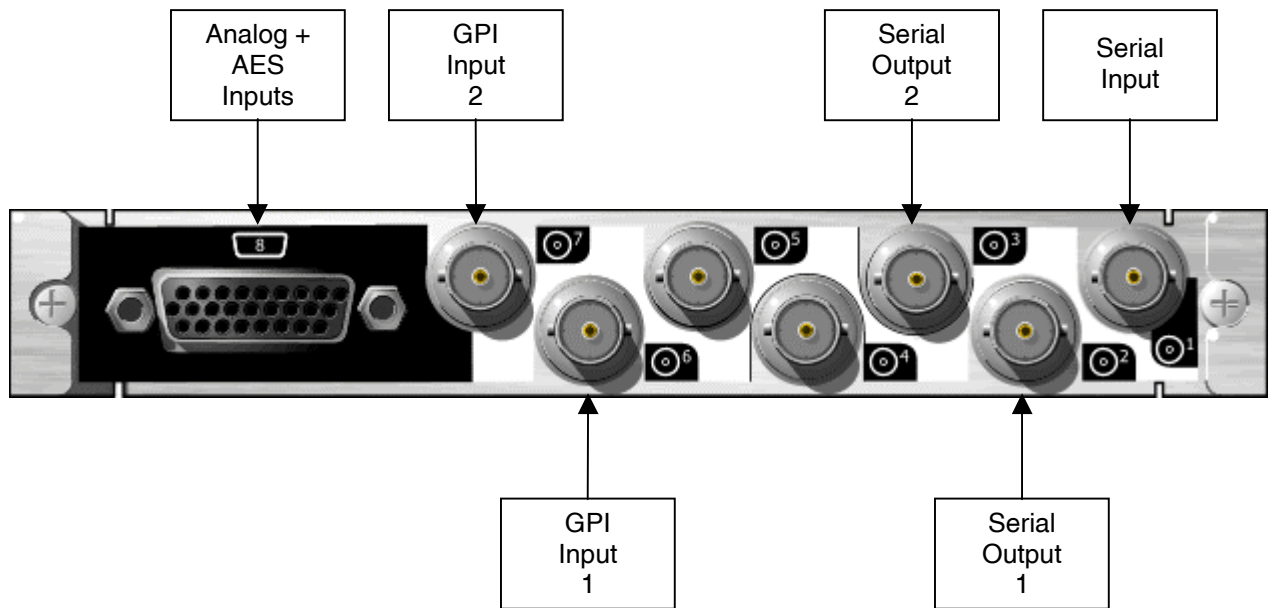 Analog +
AES
Inputs
GPI
Input
2
Serial
Output
2
Serial
Input
8
7
5
3
6
4
2
1
GPI
Input
1
Serial
Output
1